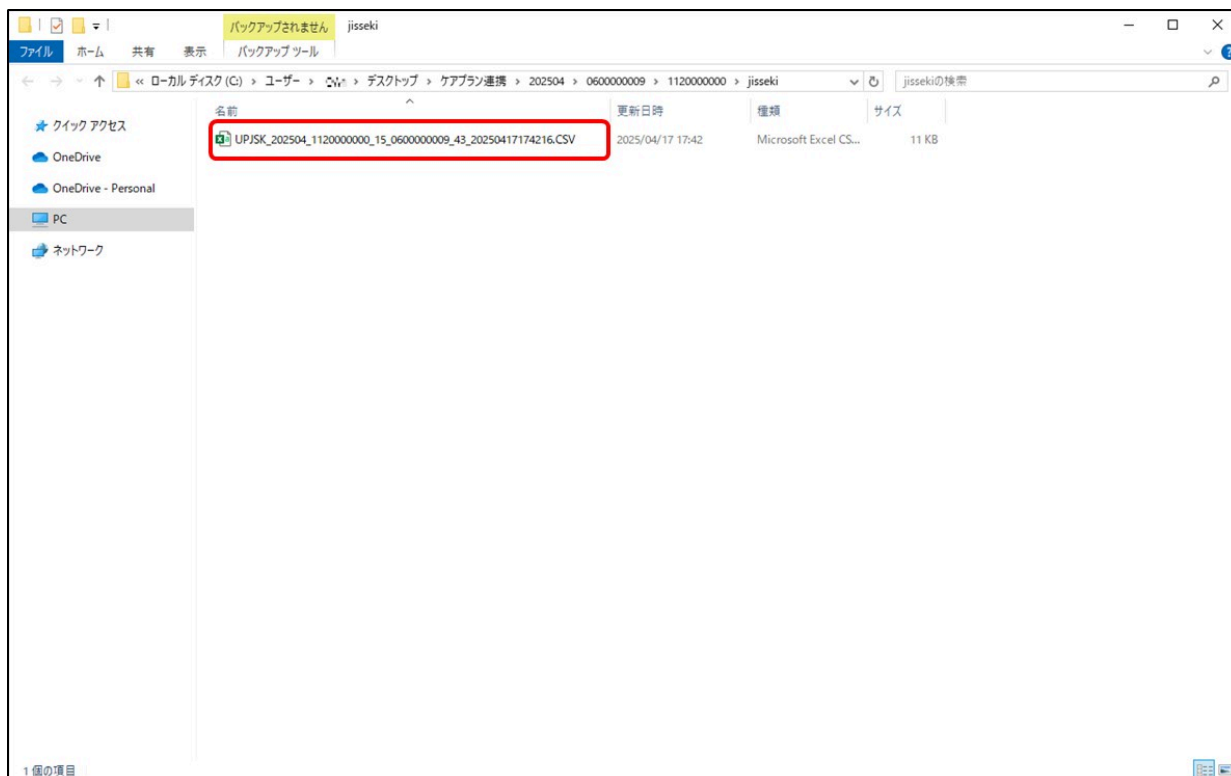 バックアップされません jisseki
ファイル ホーム 共有 表示 バックアップ ツール
« ローカル ディスク (C:) › ユーザー › › デスクトップ › ケアプラン連携 › 202504 › 0600000009 › 1120000000 › jisseki jissekiの検索
名前 更新日時 種類 サイズ
クイック アクセス
UPJSK_202504_1120000000_15_0600000009_43_20250417174216.CSV 2025/04/17 17:42 Microsoft Excel CS... 11 KB
OneDrive
OneDrive - Personal
PC
ネットワーク
1 個の項目